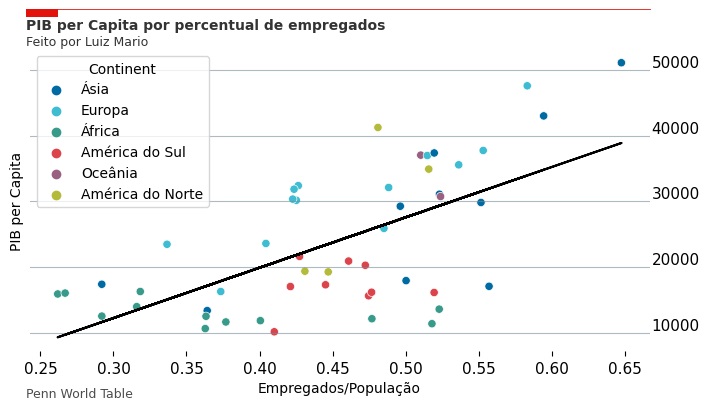 PIB per Capita por percentual de empregados
Feito por Luiz Mario
Continent
Ásia
Europa
África
América do Sul
Oceânia
América do Norte
PIB per Capita
50000
40000
30000
20000
10000
0.25 0.30 0.35 0.40 0.45 0.50 0.55 0.60 0.65
Empregados/População
Penn World Table